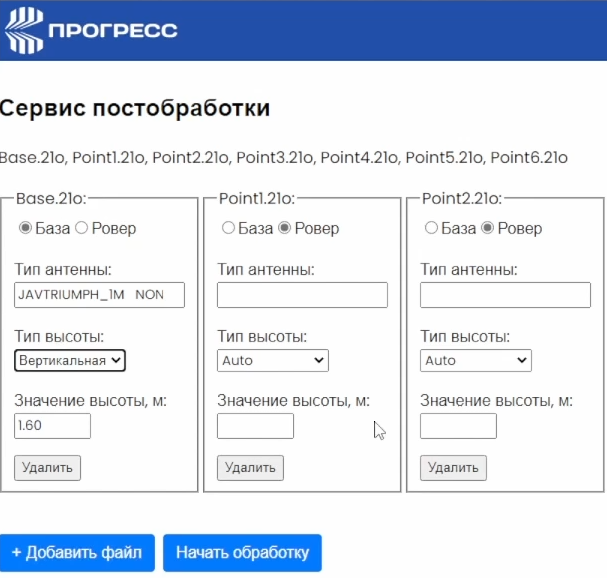 ПРОГРЕСС
Сервис постобработки
Base.21o, Point1.21o, Point2.21o, Point3.21o, Point4.21o, Point5.21o, Point6.21o
Base.21o: Point1.21o: Point2.21o:
База Ровер База Ровер База Ровер
Тип антенны: Тип антенны: Тип антенны:
JAVTRIUMPH_1M NON
Тип высоты: Тип высоты: Тип высоты:
Вертикальная Auto Auto
Значение высоты, м: Значение высоты, м: Значение высоты, м:
1.60
Удалить Удалить Удалить
+ Добавить файл Начать обработку